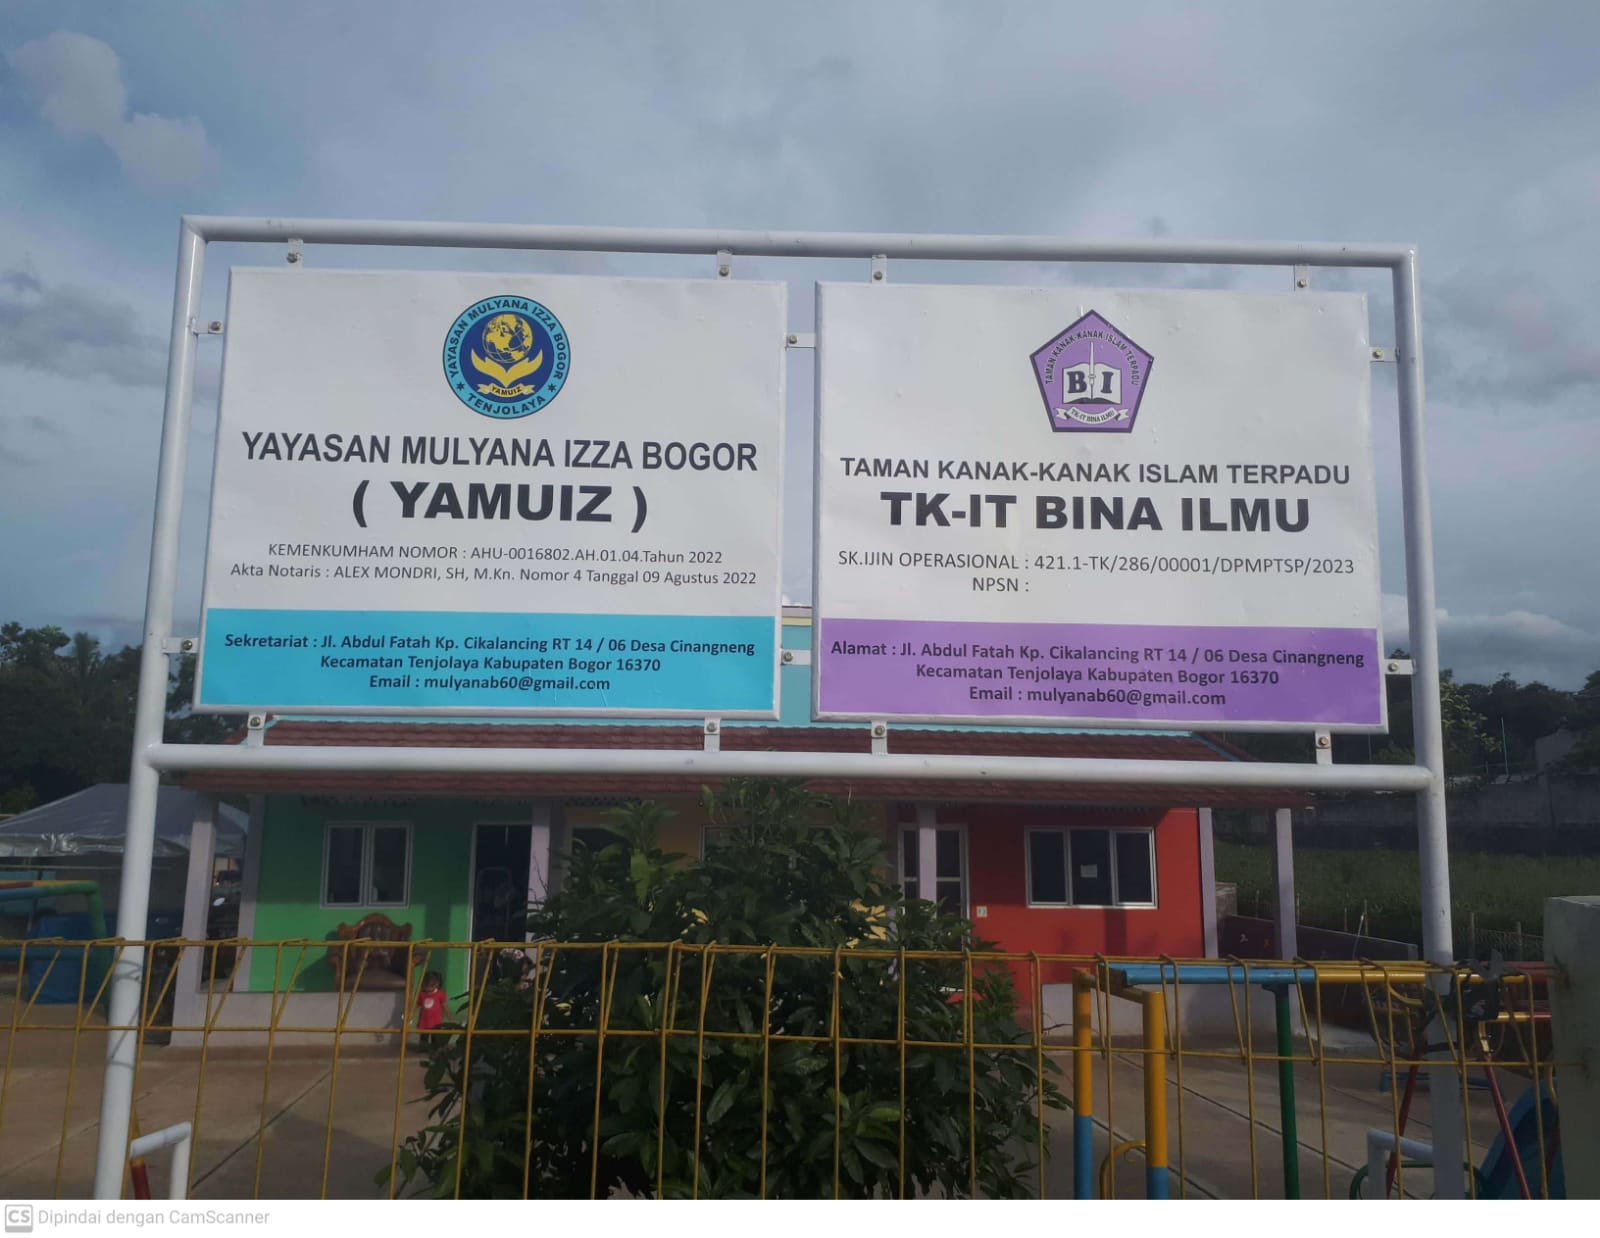 YAYASAN MULYANA IZZA BOGOR
YAMUIZ
TENJOLAYA
YAYASAN MULYANA IZZA BOGOR
( YAMUIZ )
KEMENKUMHAM NOMOR : AHU-0016802.AH.01.04.Tahun 2022
Akta Notaris : ALEX MONDRI, SH, M.Kn. Nomor 4 Tanggal 09 Agustus 2022
Sekretariat : Jl. Abdul Fatah Kp. Cikalancing RT 14 / 06 Desa Cinangneng
Kecamatan Tenjolaya Kabupaten Bogor 16370
Email : mulyanab60@gmail.com
TAMAN KANAK-KANAK ISLAM TERPADU
B I
TK-IT BINA ILMU
TAMAN KANAK-KANAK ISLAM TERPADU
TK-IT BINA ILMU
SK.IJIN OPERASIONAL : 421.1-TK/286/00001/DPMPTSP/2023
NPSN :
Alamat : Jl. Abdul Fatah Kp. Cikalancing RT 14 / 06 Desa Cinangneng
Kecamatan Tenjolaya Kabupaten Bogor 16370
Email : mulyanab60@gmail.com
CS Dipindai dengan CamScanner